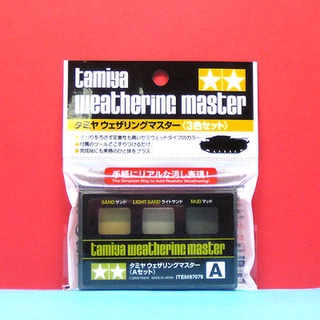 tamiya
weathering master
タミヤ ウェザリングマスター〈3色セット〉
手軽にリアルな汚し表現!
The Simplest Way to Add Realistic Weathering!
SAND サンド LIGHT SAND ライトサンド MUD マッド
tamiya weathering master
タミヤ ウェザリングマスター
〈Aセット〉
A
ITEM 87079